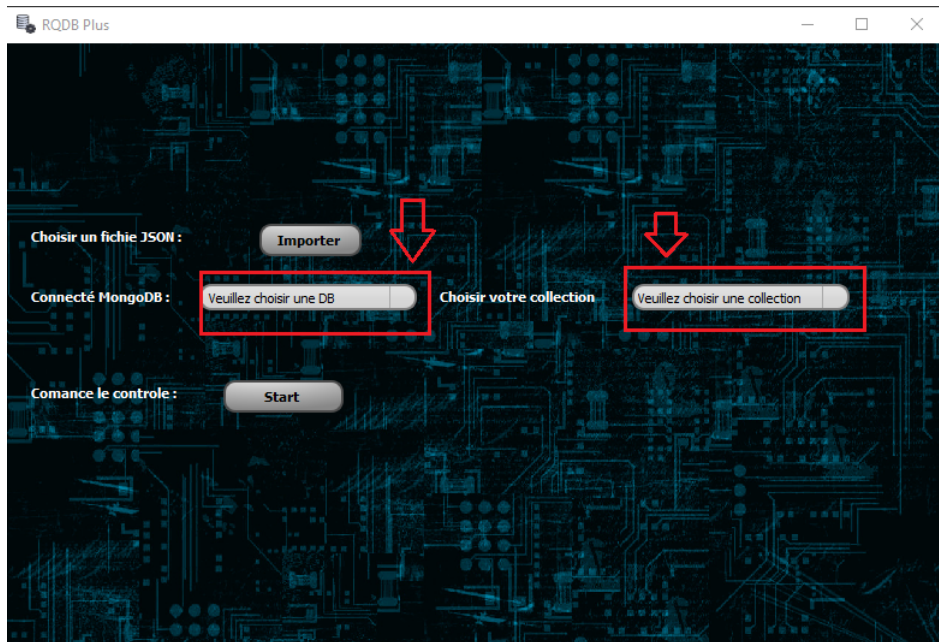 RQDB Plus
Choisir un fichie JSON :
Importer
Connecté MongoDB :
Veuillez choisir une DB
Choisir votre collection
Veuillez choisir une collection
Comance le controle :
Start